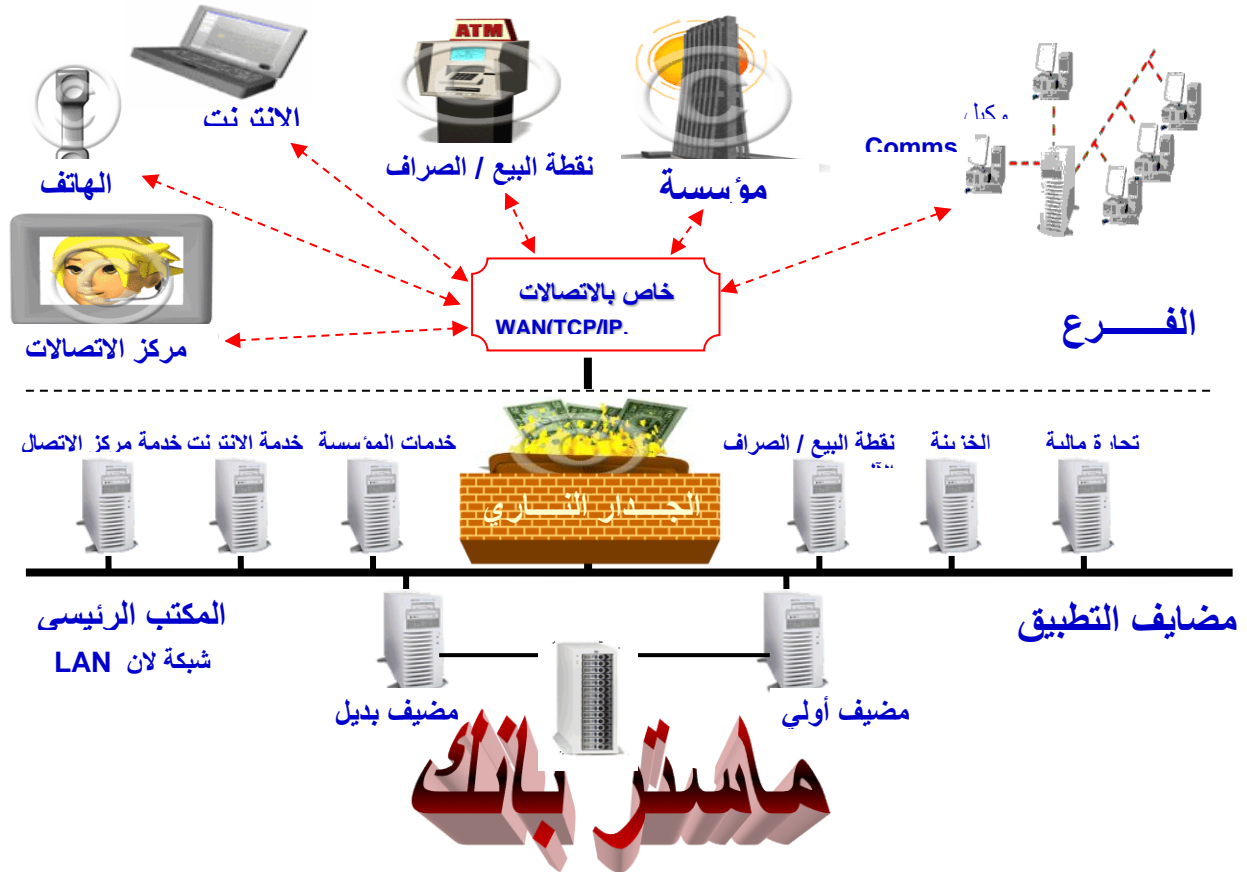 ATM
الانترنت
نقطة البيع / الصراف
الهاتف
مؤسسة
Comms
خاص بالاتصالات
WAN(TCP/IP.
مركز الاتصالات
الفـــــرع
تجارة مالية
الخزينة
نقطة البيع / الصراف
خدمات المؤسسة
خدمة الانترنت
خدمة مركز الاتصال
الجـــدار النـــاري
مضايف التطبيق
المكتب الرئيسي
شبكة لان LAN
مضيف أولي
مضيف بديل
ماستر بانك